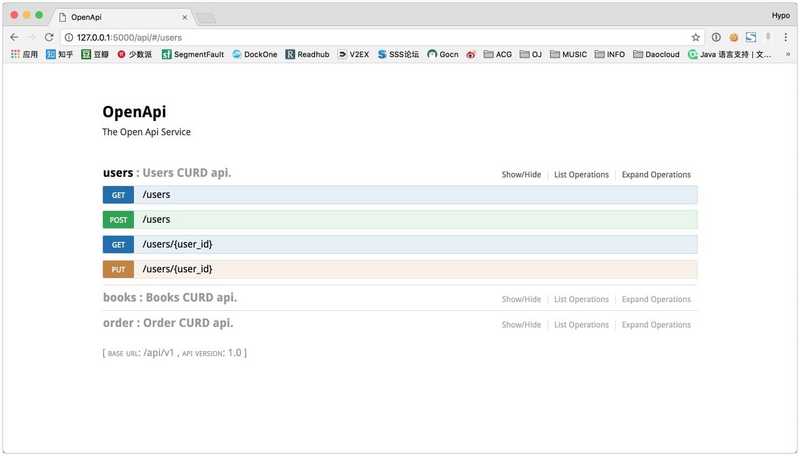 OpenApi
Hypo
127.0.0.1:5000/api/#/users
应用 知乎 豆瓣 少数派 SegmentFault DockOne Readhub V2EX SSS论坛 Gocn ACG OJ MUSIC INFO Daocloud Java 语言支持 | 文...
OpenApi
The Open Api Service
users : Users CURD api. Show/Hide List Operations Expand Operations
GET /users
POST /users
GET /users/{user_id}
PUT /users/{user_id}
books : Books CURD api. Show/Hide List Operations Expand Operations
order : Order CURD api. Show/Hide List Operations Expand Operations
[ BASE URL: /api/v1 , API VERSION: 1.0 ]